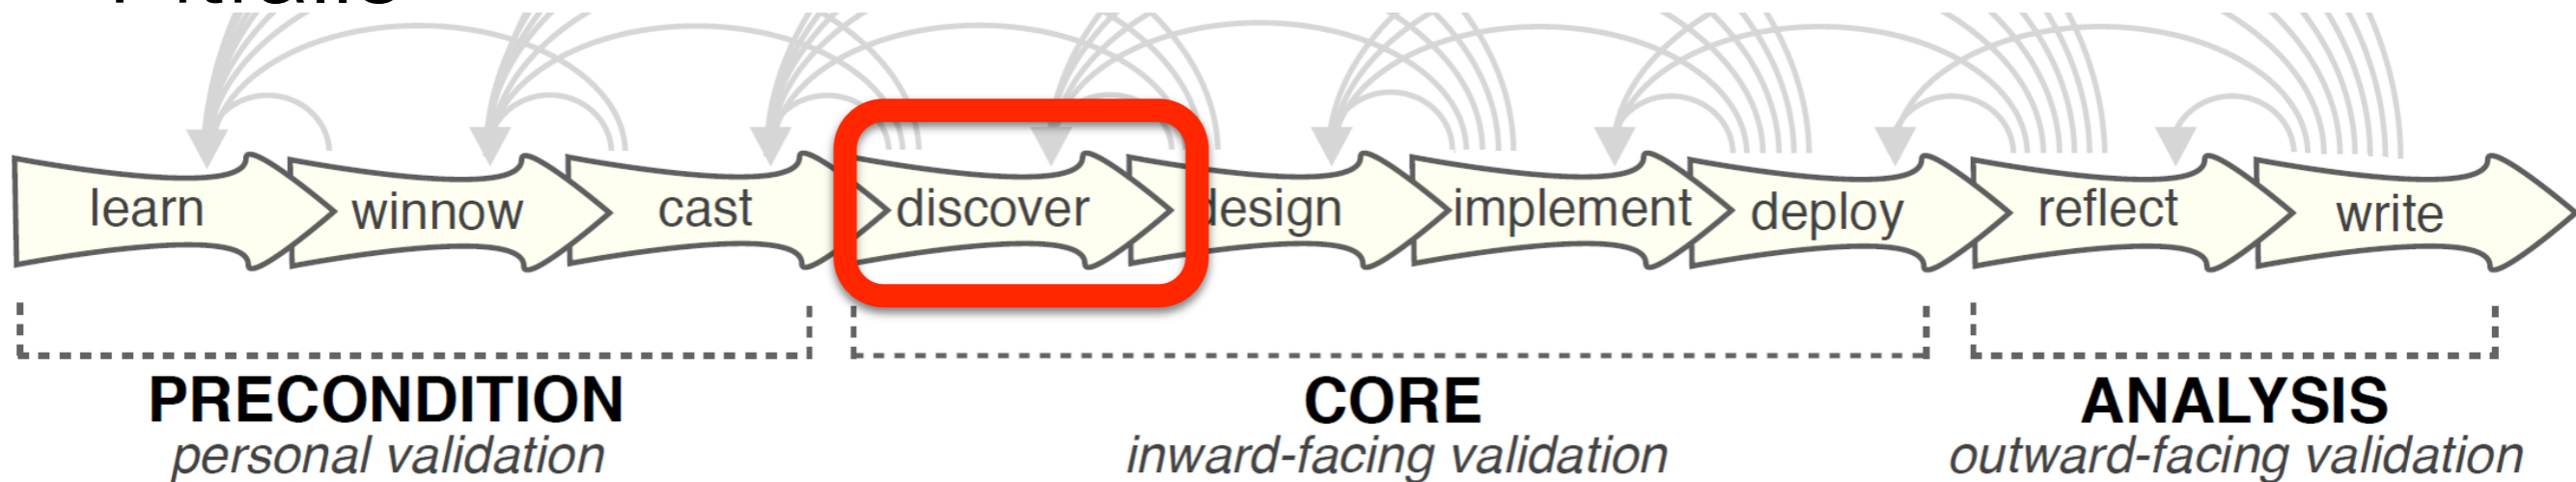 learn winnow cast discover design implement deploy reflect write
PRECONDITION CORE ANALYSIS
personal validation inward-facing validation outward-facing validation